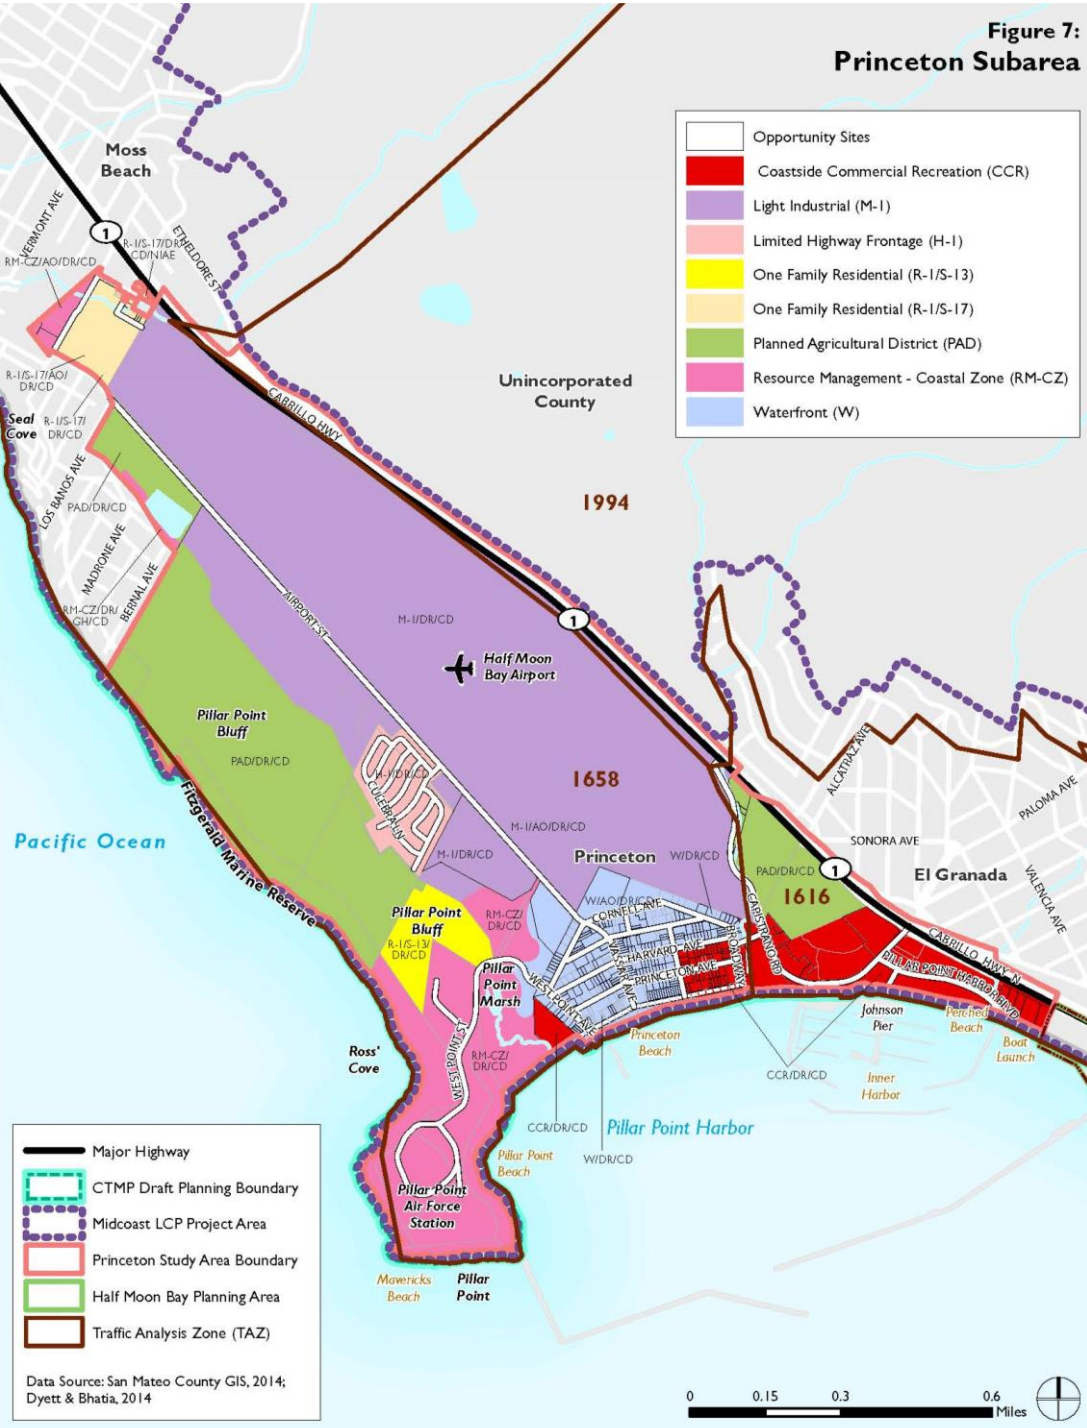 Figure 7:
Princeton Subarea
Opportunity Sites
Coastside Commercial Recreation (CCR)
Light Industrial (M-1)
Limited Highway Frontage (H-1)
One Family Residential (R-1/S-13)
One Family Residential (R-1/S-17)
Planned Agricultural District (PAD)
Resource Management - Coastal Zone (RM-CZ)
Waterfront (W)
Moss
Beach
VERMONT AVE
1
ETHELDORE ST
R-1/S-17/DR/
CD/NIAE
RM-CZ/AO/DR/CD
R-1/S-17/AO/
DR/CD
Seal
Cove
R-1/S-17/
DR/CD
CABRILLO HWY
Unincorporated
County
1994
LOS BANOS AVE
PAD/DR/CD
MADRONE AVE
BERNAL AVE
RM-CZ/DR/
GH/CD
AIRPORT ST
M-1/DR/CD
1
Half Moon
Bay Airport
Pillar Point
Bluff
PAD/DR/CD
H-1/DR/CD
CULEBRA LN
1658
M-1/AO/DR/CD
M-1/DR/CD
Princeton
W/DR/CD
ALCATRAZ AVE
PALOMA AVE
SONORA AVE
El Granada
VALENCIA AVE
1
PAD/DR/CD
1616
Pacific Ocean
Fitzgerald Marine Reserve
Pillar Point
Bluff
R-1/S-13/
DR/CD
RM-CZ/
DR/CD
W/AO/DR/CD
CORNELL AVE
HARVARD AVE
PRINCETON AVE
VASSAR AVE
BROADWAY
CAPISTRANO RD
CABRILLO HWY N
PILLAR POINT HARBOR BLVD
Pillar
Point
Marsh
WEST POINT AVE
WEST POINT ST
RM-CZ/
DR/CD
Ross'
Cove
Princeton
Beach
Johnson
Pier
Perched
Beach
Boat
Launch
CCR/DR/CD
Inner
Harbor
CCR/DR/CD
Pillar Point Harbor
W/DR/CD
Pillar Point
Beach
Pillar Point
Air Force
Station
Mavericks
Beach
Pillar
Point
Major Highway
CTMP Draft Planning Boundary
Midcoast LCP Project Area
Princeton Study Area Boundary
Half Moon Bay Planning Area
Traffic Analysis Zone (TAZ)
Data Source: San Mateo County GIS, 2014;
Dyett & Bhatia, 2014
0 0.15 0.3 0.6
Miles